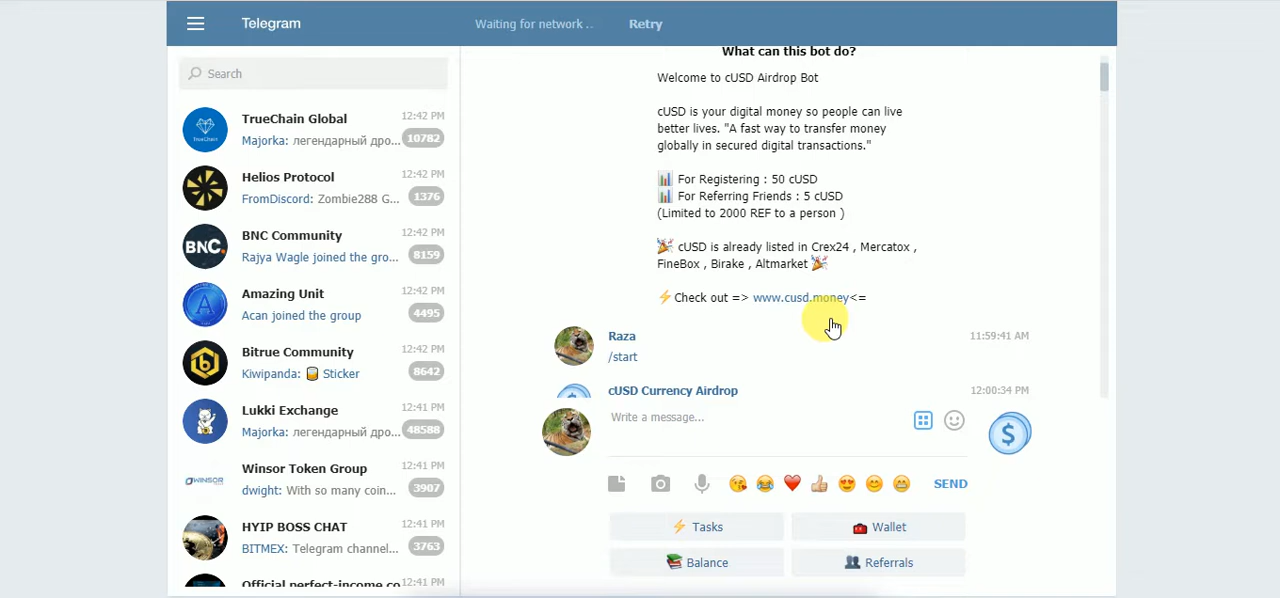 Telegram
Waiting for network ..
Retry
Search
TrueChain Global
12:42 PM
Majorka: легендарный дро...
10782
TrueChain
Helios Protocol
12:42 PM
FromDiscord: Zombie288 G...
1376
BNC Community
12:42 PM
BNC.
Rajya Wagle joined the gro...
8159
Amazing Unit
12:42 PM
Acan joined the group
4495
Bitrue Community
12:42 PM
Kiwipanda: 🥃 Sticker
8642
Lukki Exchange
12:41 PM
Majorka: легендарный дро...
48588
Winsor Token Group
12:41 PM
WINSOR
dwight: With so many coin...
3907
HYIP BOSS CHAT
12:41 PM
BITMEX: Telegram channel...
3763
Official perfect-income co
12:41 PM
What can this bot do?
Welcome to cUSD Airdrop Bot
cUSD is your digital money so people can live
better lives. "A fast way to transfer money
globally in secured digital transactions."
📊 For Registering : 50 cUSD
📊 For Referring Friends : 5 cUSD
(Limited to 2000 REF to a person )
🎉 cUSD is already listed in Crex24 , Mercatox ,
FineBox , Birake , Altmarket 🎉
⚡Check out => www.cusd.money<=
Raza
11:59:41 AM
/start
cUSD Currency Airdrop
12:00:34 PM
Write a message...
SEND
⚡ Tasks
🧰 Wallet
📚 Balance
👥 Referrals